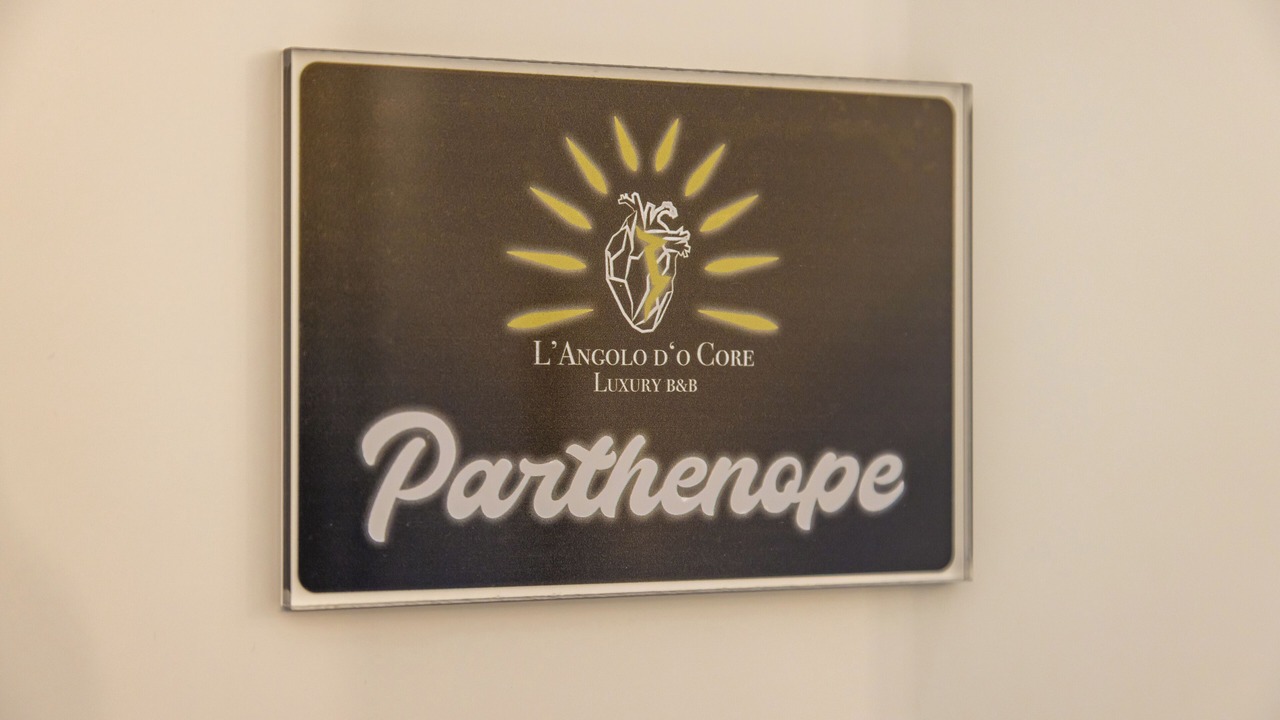 L'ANGOLO D'O CORE
LUXURY B&B
Parthenope